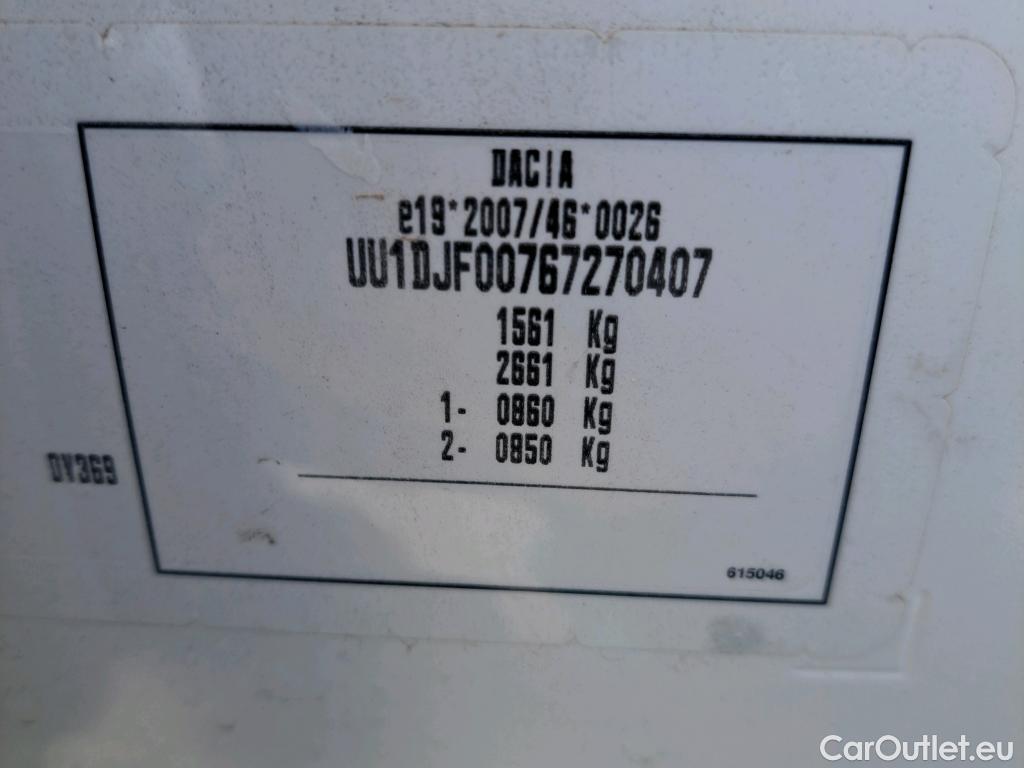 DACIA
e19*2007/46*0026
UU1DJF00767270407
1561 Kg
2661 Kg
1- 0860 Kg
2- 0850 Kg
DV369
615046
CarOutlet.eu